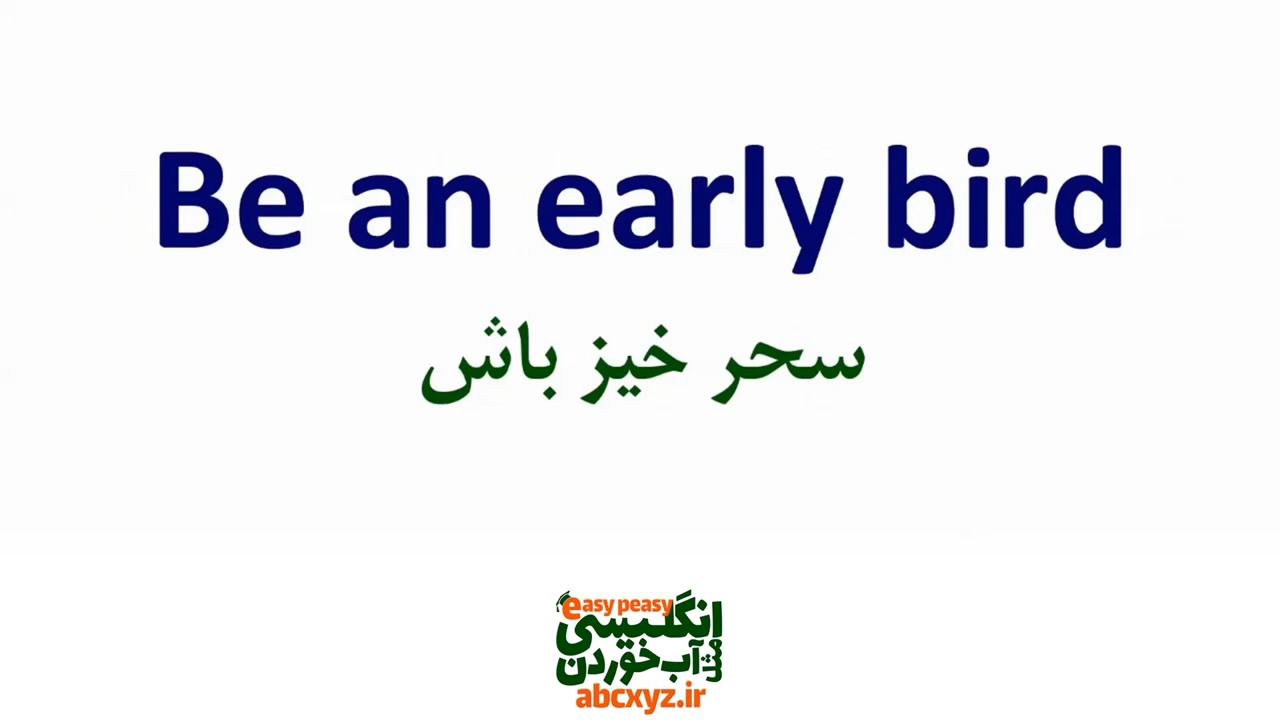 Be an early bird
سحر خیز باش
easy peasy
انگلیسی
مثل آب خوردن
abcxyz.ir